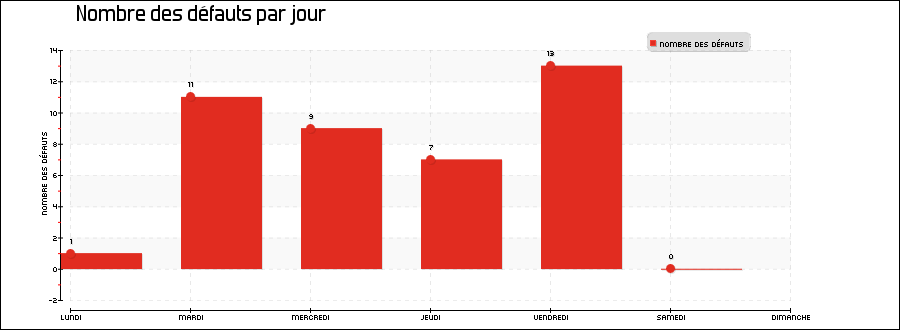 Nombre des défauts par jour
NOMBRE DES DÉFAUTS
14
12
10
8
6
4
2
0
-2
NOMBRE DES DÉFAUTS
1
11
9
7
13
0
LUNDI
MARDI
MERCREDI
JEUDI
VENDREDI
SAMEDI
DIMANCHE